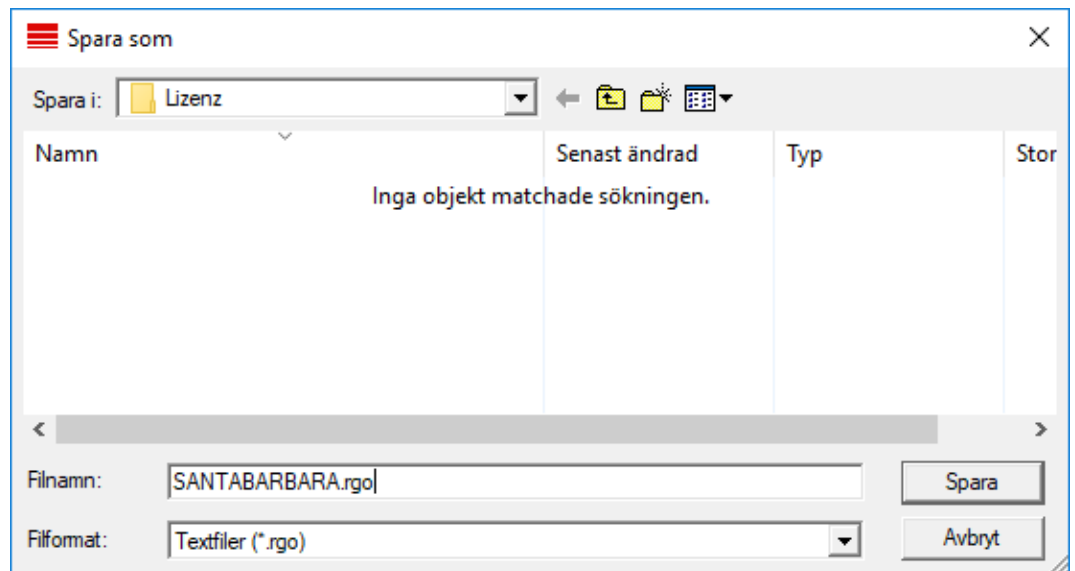 Spara som
Spara i: Lizenz
Namn Senast ändrad Typ Stor
Inga objekt matchade sökningen.
Filnamn: SANTABARBARA.rgo Spara
Filformat: Textfiler (*.rgo) Avbryt